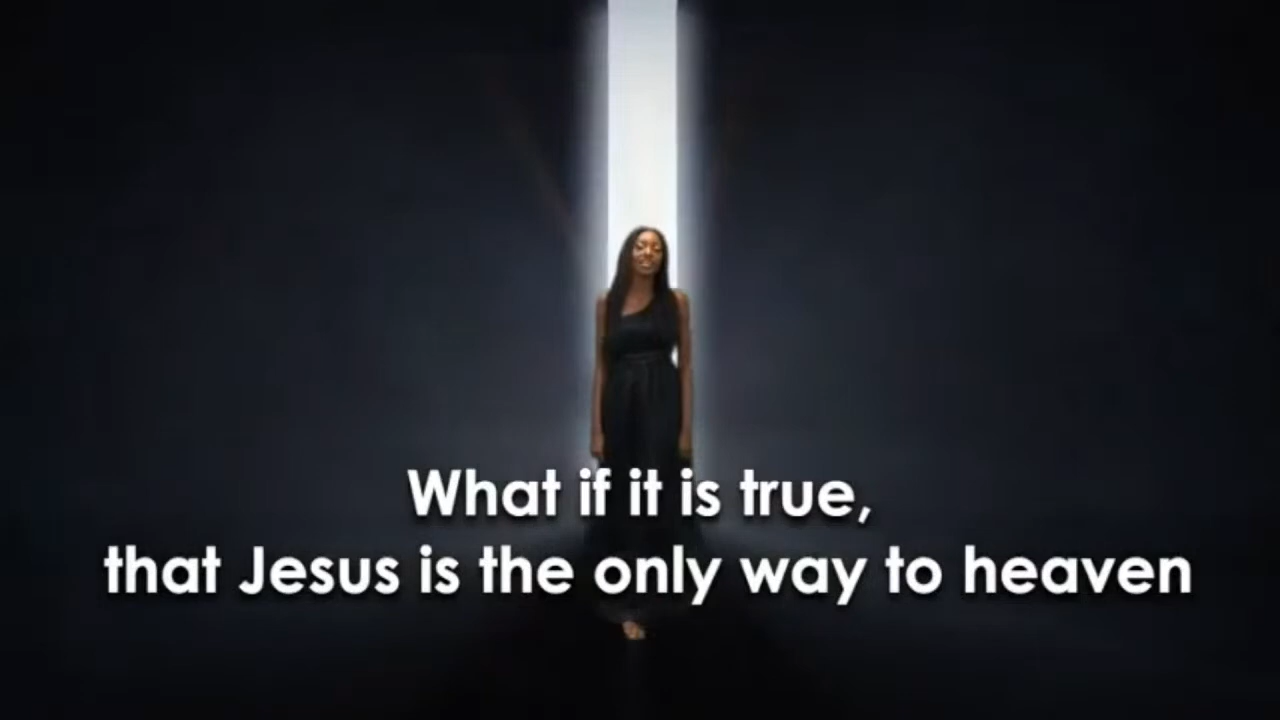 What if it is true,
that Jesus is the only way to heaven